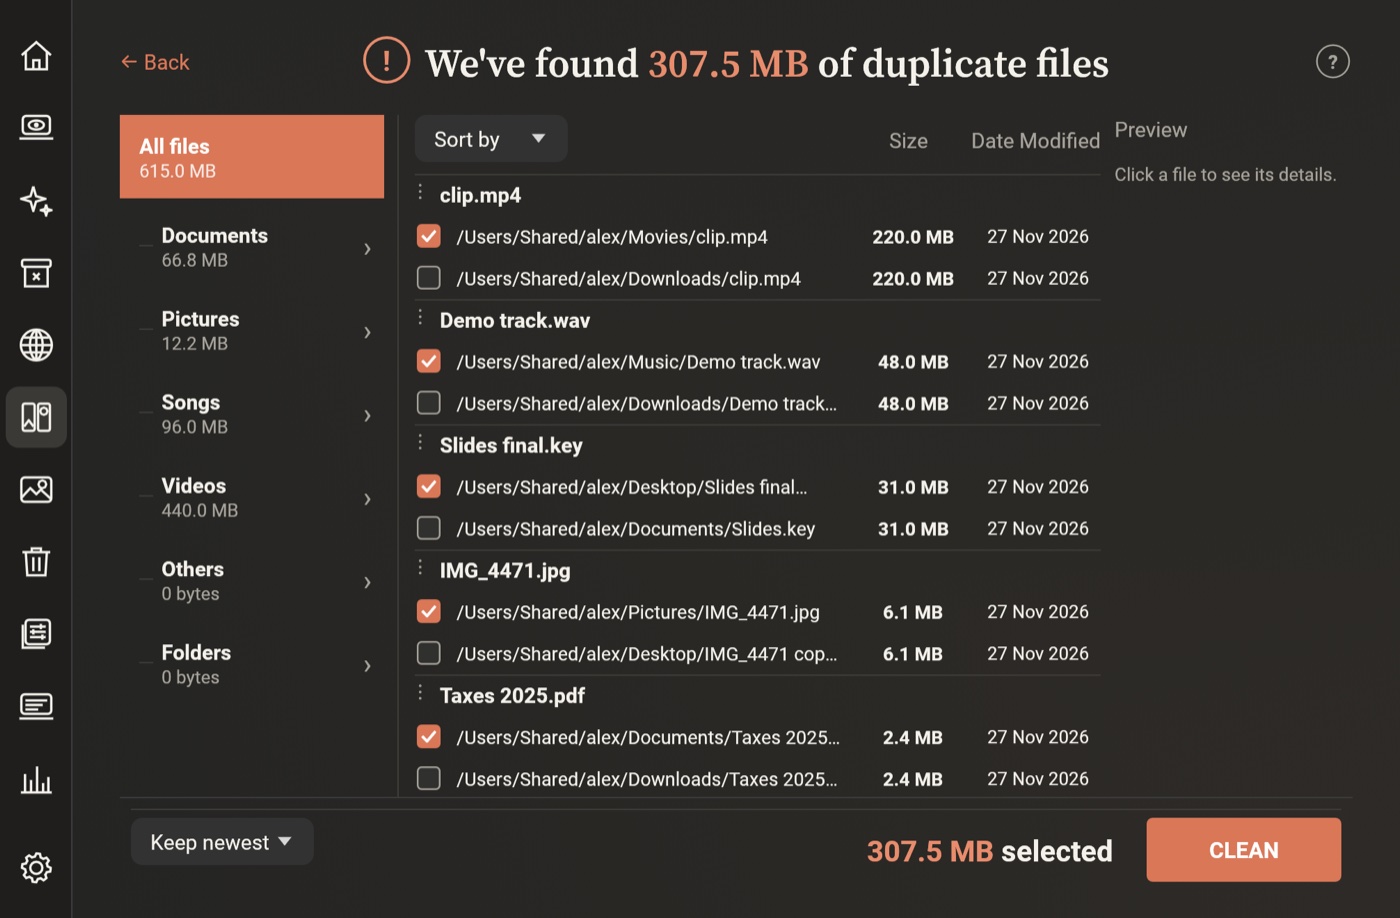 ← Back
! We've found 307.5 MB of duplicate files
?
All files
615.0 MB
Documents
66.8 MB
Pictures
12.2 MB
Songs
96.0 MB
Videos
440.0 MB
Others
0 bytes
Folders
0 bytes
Sort by
Size
Date Modified
clip.mp4
/Users/Shared/alex/Movies/clip.mp4 220.0 MB 27 Nov 2026
/Users/Shared/alex/Downloads/clip.mp4 220.0 MB 27 Nov 2026
Demo track.wav
/Users/Shared/alex/Music/Demo track.wav 48.0 MB 27 Nov 2026
/Users/Shared/alex/Downloads/Demo track... 48.0 MB 27 Nov 2026
Slides final.key
/Users/Shared/alex/Desktop/Slides final... 31.0 MB 27 Nov 2026
/Users/Shared/alex/Documents/Slides.key 31.0 MB 27 Nov 2026
IMG_4471.jpg
/Users/Shared/alex/Pictures/IMG_4471.jpg 6.1 MB 27 Nov 2026
/Users/Shared/alex/Desktop/IMG_4471 cop... 6.1 MB 27 Nov 2026
Taxes 2025.pdf
/Users/Shared/alex/Documents/Taxes 2025... 2.4 MB 27 Nov 2026
/Users/Shared/alex/Downloads/Taxes 2025... 2.4 MB 27 Nov 2026
Preview
Click a file to see its details.
Keep newest
307.5 MB selected
CLEAN